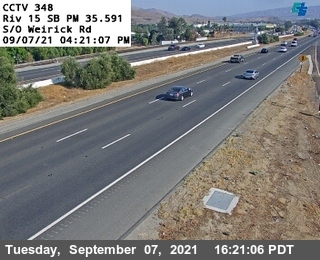 CCTV 348
Riv 15 SB PM 35.591
S/O Weirick Rd
09/07/21 04:21:07 PM
Tuesday, September 07, 2021 16:21:06 PDT